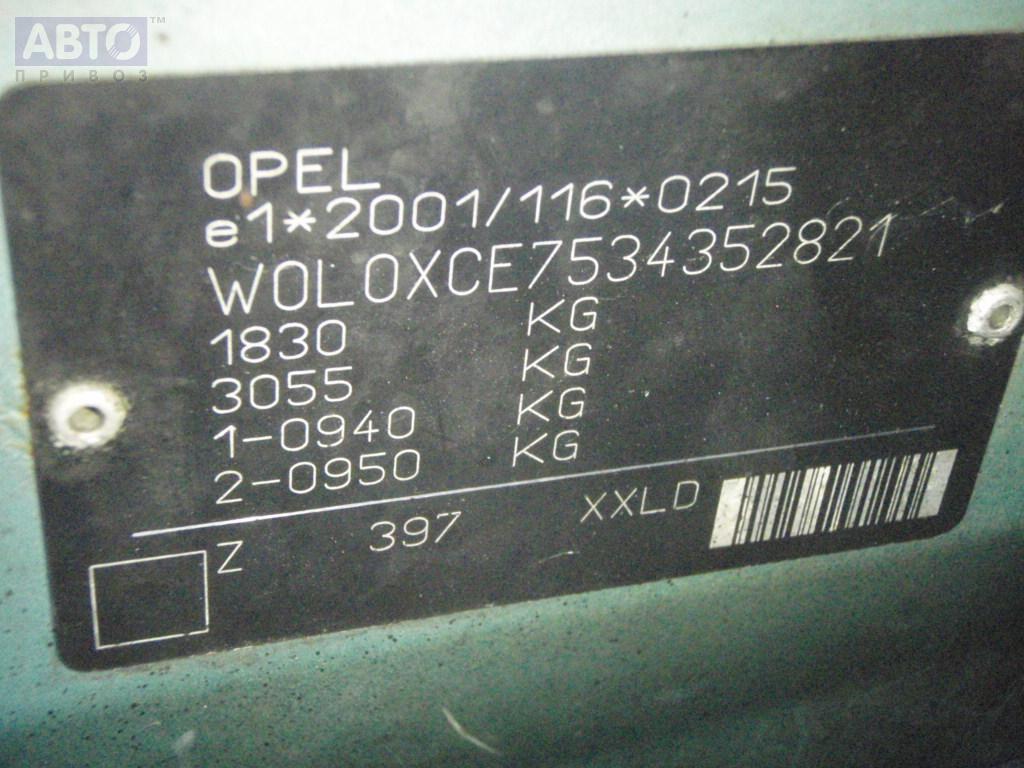 АВТО™
ПРИВОЗ
OPEL
e1*2001/116*0215
W0L0XCE7534352821
1830 KG
3055 KG
1-0940 KG
2-0950 KG
Z 397 XXLD